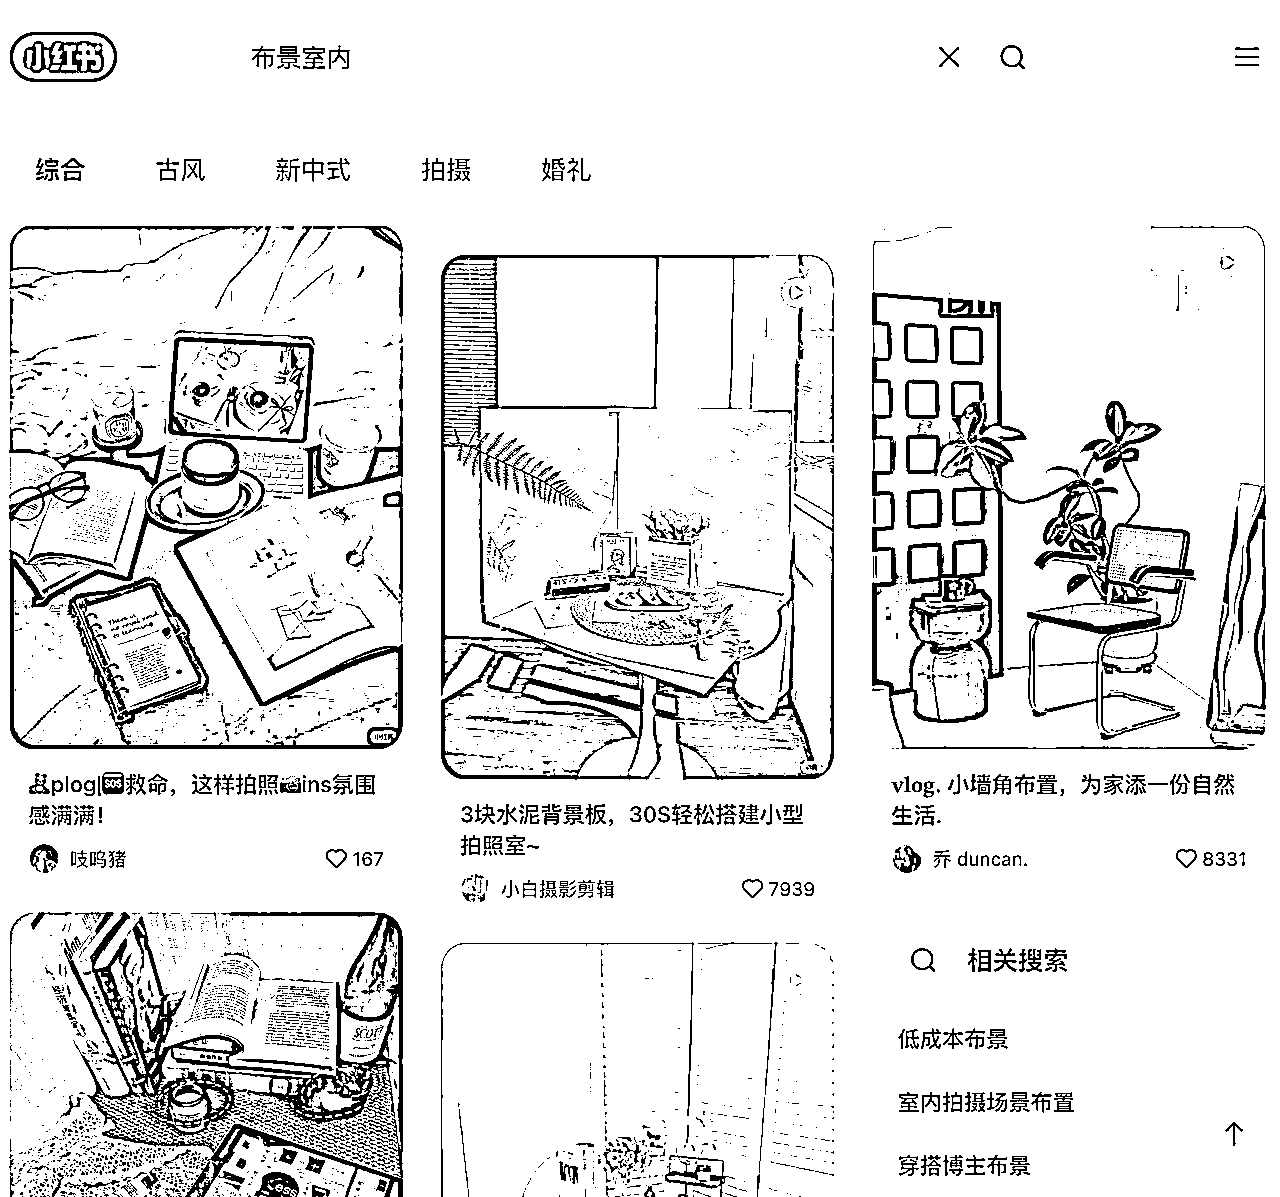 小红书
布景室内
综合
古风
新中式
拍摄
婚礼
plog|SOS救命，这样拍照📷ins氛围
感满满！
吱呜猪
167
3块水泥背景板，30S轻松搭建小型
拍照室~
小白摄影剪辑
7939
vlog. 小墙角布置，为家添一份自然
生活.
乔 duncan.
8331
相关搜索
低成本布景
室内拍摄场景布置
穿搭博主布景